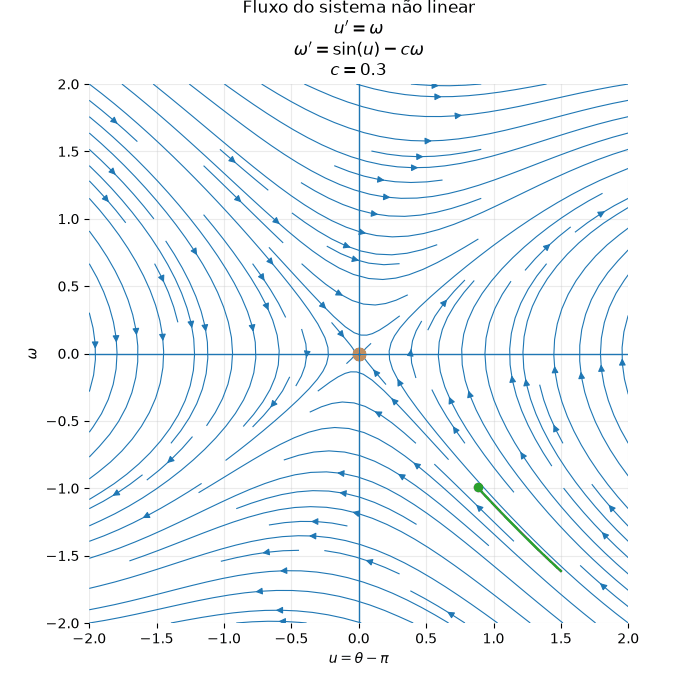 Fluxo do sistema não linear
u′ = ω
ω′ = sin(u) − cω
c = 0.3
2.0
1.5
1.0
0.5
0.0
−0.5
−1.0
−1.5
−2.0
ω
−2.0 −1.5 −1.0 −0.5 0.0 0.5 1.0 1.5 2.0
u = θ − π